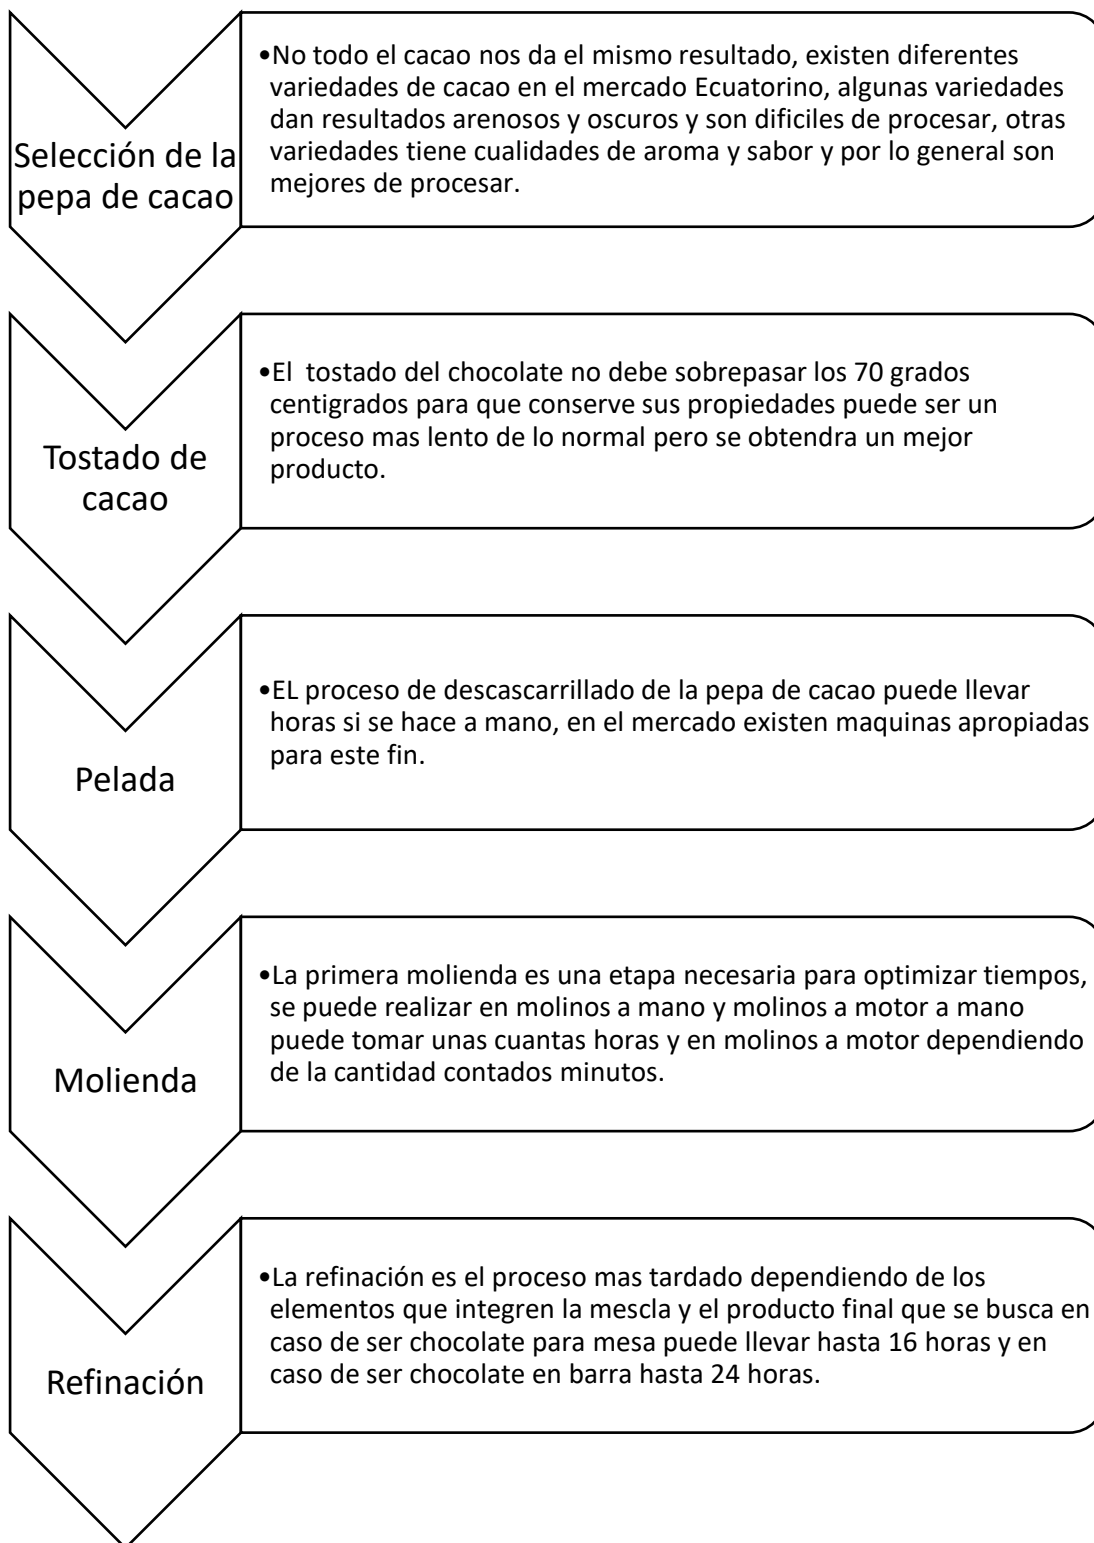 Selección de la
pepa de cacao
•No todo el cacao nos da el mismo resultado, existen diferentes
variedades de cacao en el mercado Ecuatorino, algunas variedades
dan resultados arenosos y oscuros y son dificiles de procesar, otras
variedades tiene cualidades de aroma y sabor y por lo general son
mejores de procesar.
Tostado de
cacao
•El tostado del chocolate no debe sobrepasar los 70 grados
centigrados para que conserve sus propiedades puede ser un
proceso mas lento de lo normal pero se obtendra un mejor
producto.
Pelada
•EL proceso de descascarrillado de la pepa de cacao puede llevar
horas si se hace a mano, en el mercado existen maquinas apropiadas
para este fin.
Molienda
•La primera molienda es una etapa necesaria para optimizar tiempos,
se puede realizar en molinos a mano y molinos a motor a mano
puede tomar unas cuantas horas y en molinos a motor dependiendo
de la cantidad contados minutos.
Refinación
•La refinación es el proceso mas tardado dependiendo de los
elementos que integren la mescla y el producto final que se busca en
caso de ser chocolate para mesa puede llevar hasta 16 horas y en
caso de ser chocolate en barra hasta 24 horas.